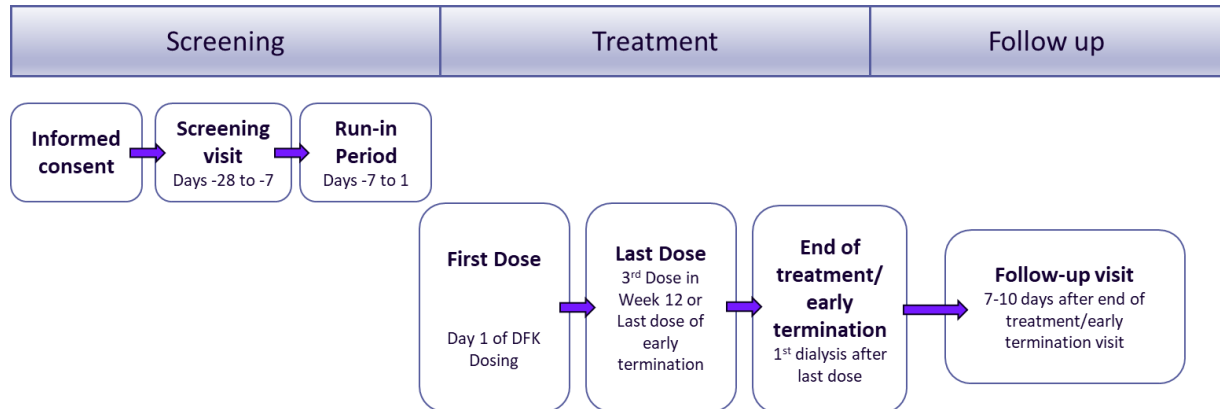 Screening
Treatment
Follow up
Informed
consent
Screening
visit
Days -28 to -7
Run-in
Period
Days -7 to 1
First Dose
Day 1 of DFK
Dosing
Last Dose
3rd Dose in
Week 12 or
Last dose of
early
termination
End of
treatment/
early
termination
1st dialysis after
last dose
Follow-up visit
7-10 days after end of
treatment/early
termination visit